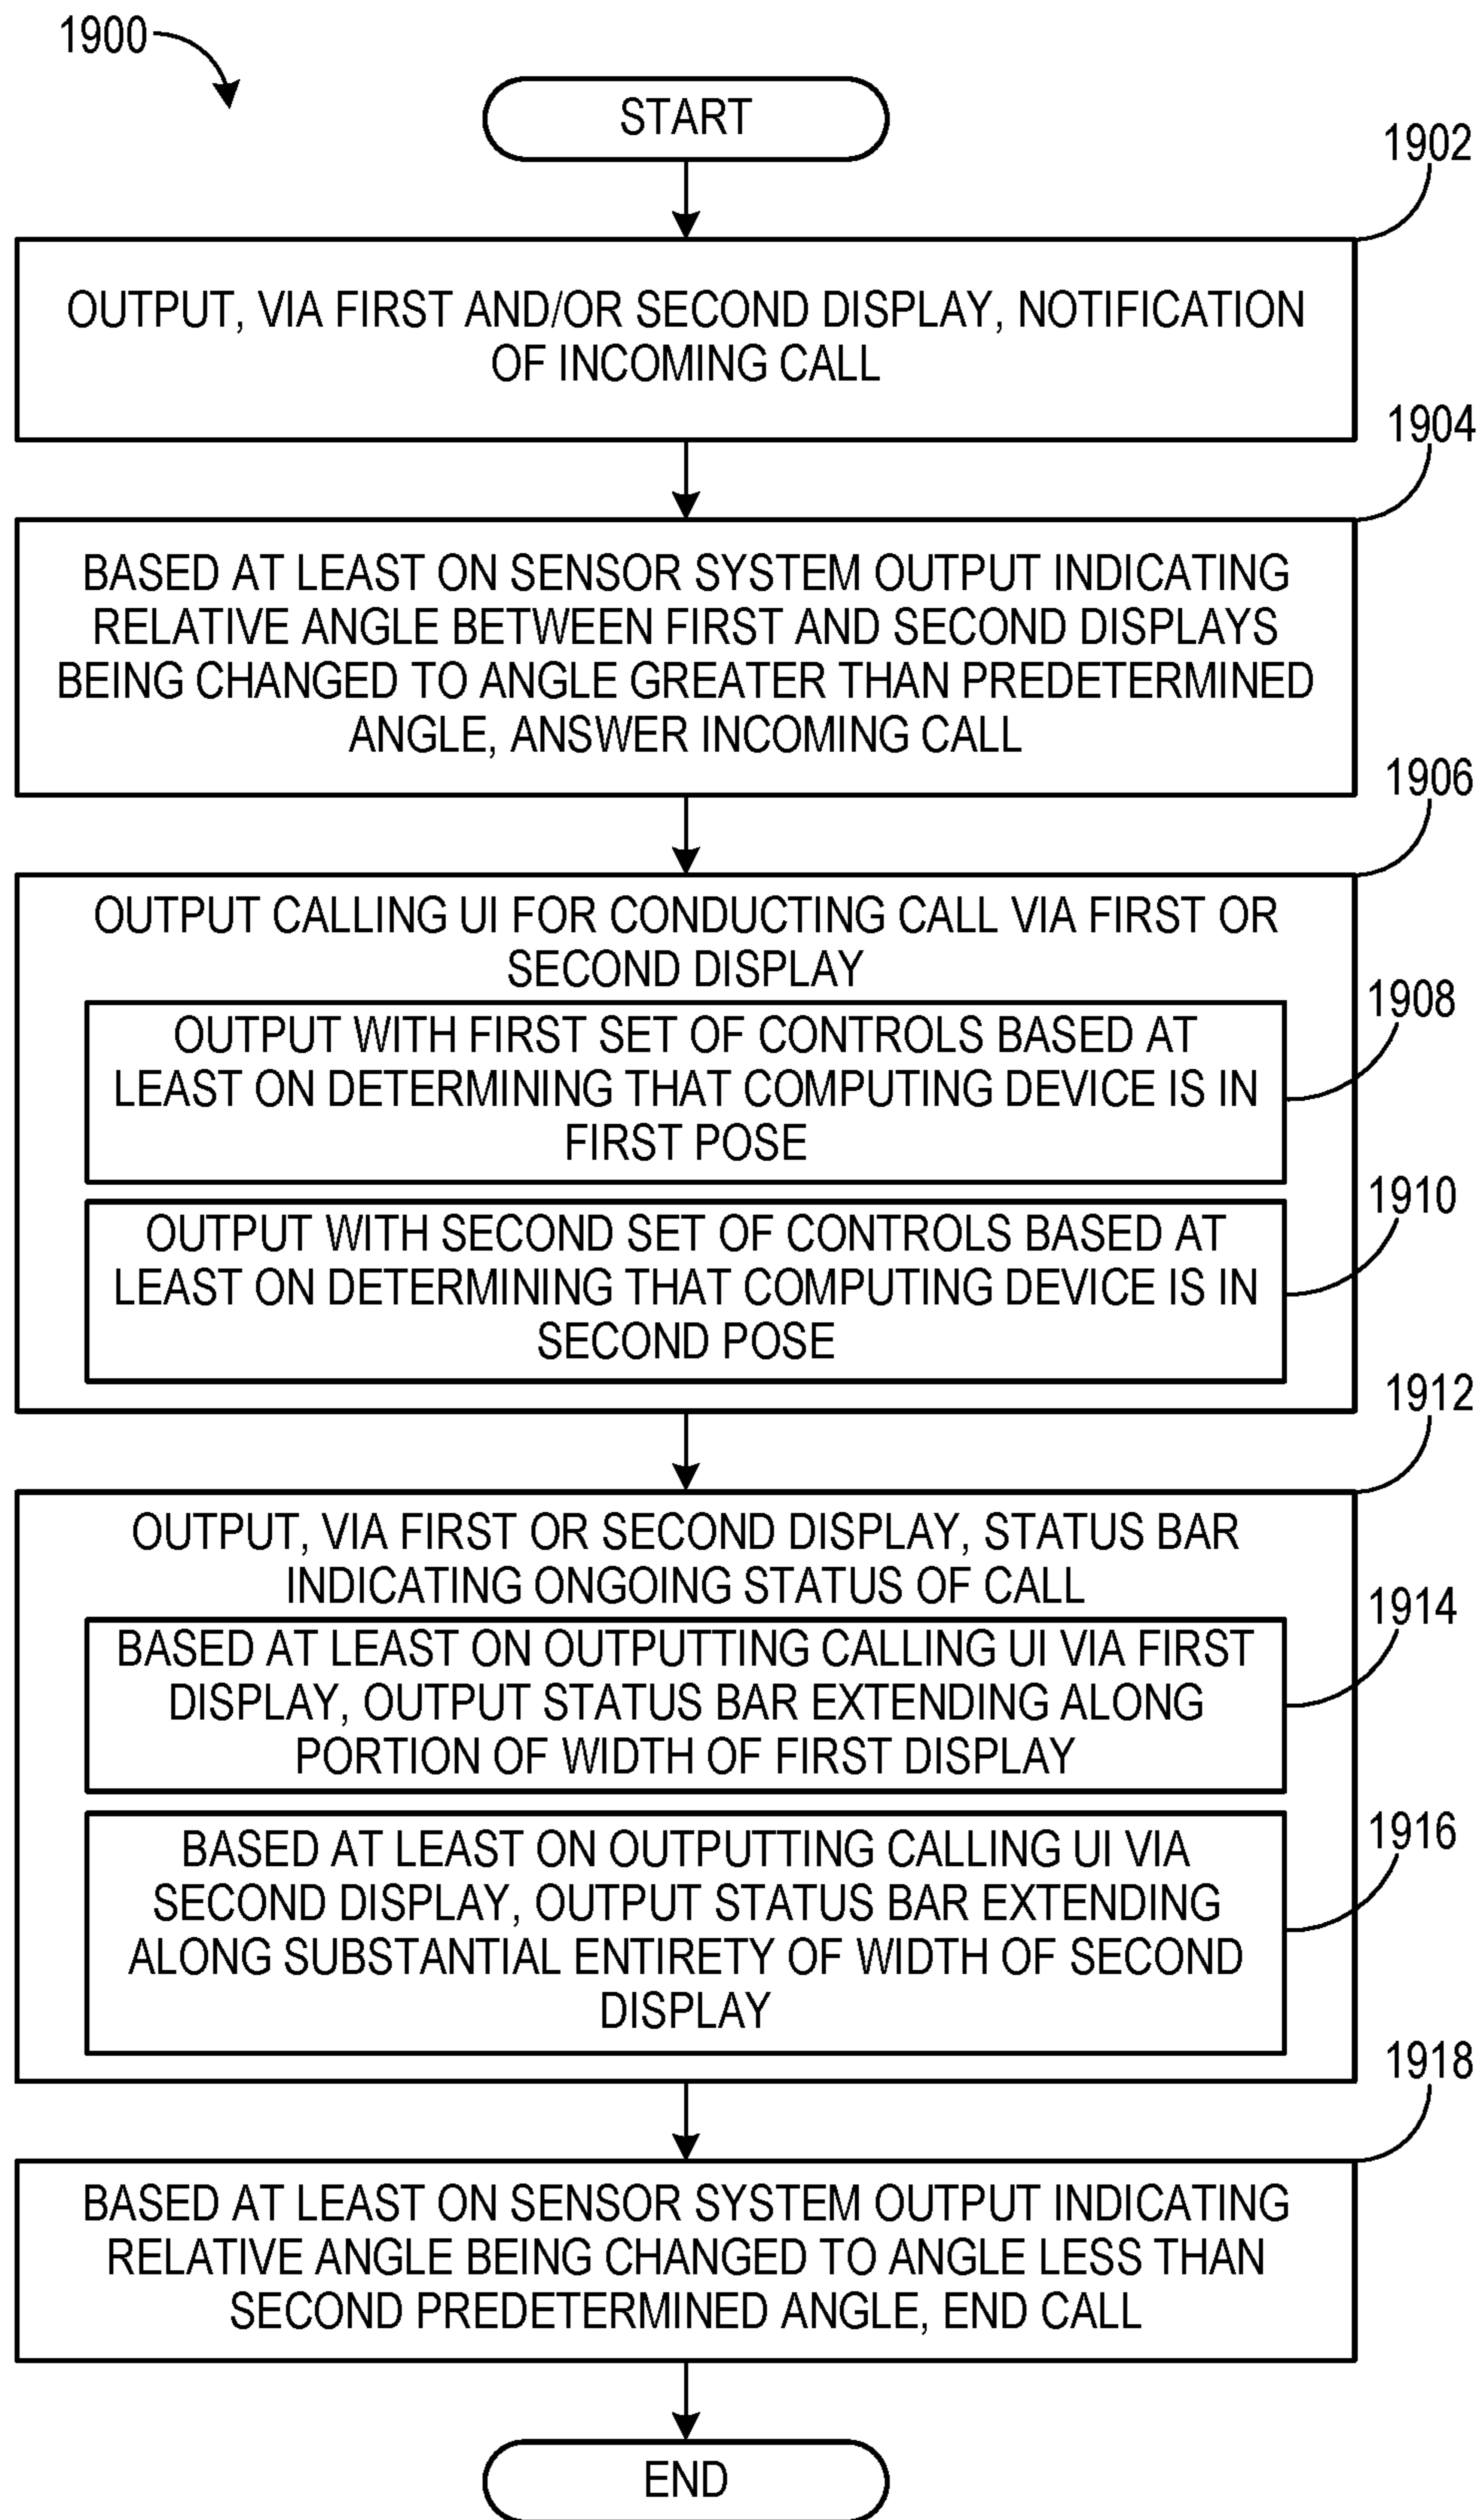 1900
START
1902
OUTPUT, VIA FIRST AND/OR SECOND DISPLAY, NOTIFICATION
OF INCOMING CALL
1904
BASED AT LEAST ON SENSOR SYSTEM OUTPUT INDICATING
RELATIVE ANGLE BETWEEN FIRST AND SECOND DISPLAYS
BEING CHANGED TO ANGLE GREATER THAN PREDETERMINED
ANGLE, ANSWER INCOMING CALL
1906
OUTPUT CALLING UI FOR CONDUCTING CALL VIA FIRST OR
SECOND DISPLAY
1908
OUTPUT WITH FIRST SET OF CONTROLS BASED AT
LEAST ON DETERMINING THAT COMPUTING DEVICE IS IN
FIRST POSE
1910
OUTPUT WITH SECOND SET OF CONTROLS BASED AT
LEAST ON DETERMINING THAT COMPUTING DEVICE IS IN
SECOND POSE
1912
OUTPUT, VIA FIRST OR SECOND DISPLAY, STATUS BAR
INDICATING ONGOING STATUS OF CALL
1914
BASED AT LEAST ON OUTPUTTING CALLING UI VIA FIRST
DISPLAY, OUTPUT STATUS BAR EXTENDING ALONG
PORTION OF WIDTH OF FIRST DISPLAY
1916
BASED AT LEAST ON OUTPUTTING CALLING UI VIA
SECOND DISPLAY, OUTPUT STATUS BAR EXTENDING
ALONG SUBSTANTIAL ENTIRETY OF WIDTH OF SECOND
DISPLAY
1918
BASED AT LEAST ON SENSOR SYSTEM OUTPUT INDICATING
RELATIVE ANGLE BEING CHANGED TO ANGLE LESS THAN
SECOND PREDETERMINED ANGLE, END CALL
END